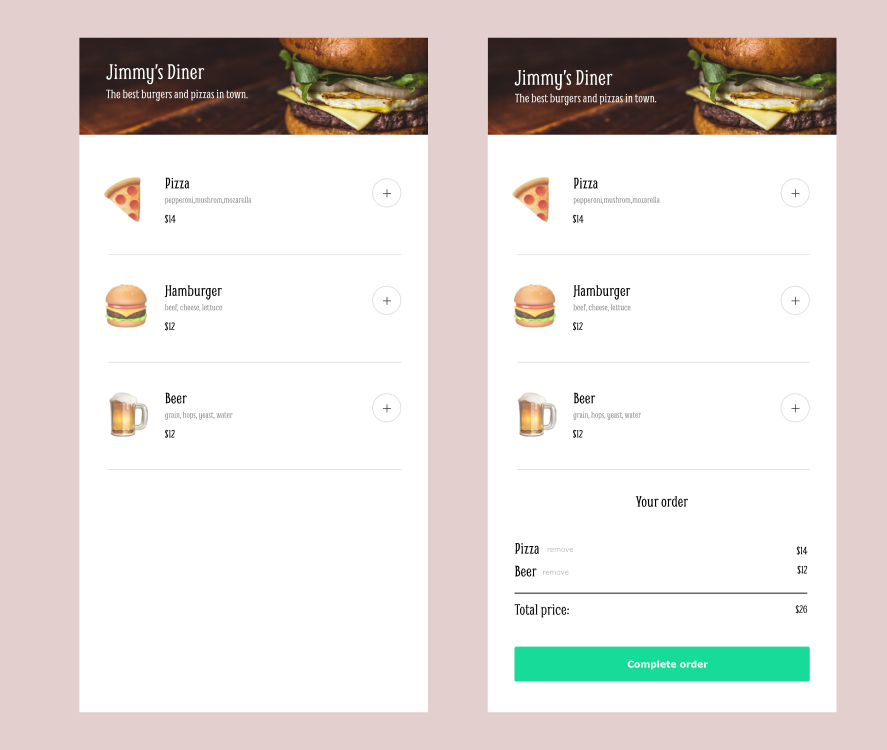 Jimmy's Diner
The best burgers and pizzas in town.
Pizza
pepperoni,mushrom,mozarella
$14
+
Hamburger
beef, cheese, lettuce
$12
+
Beer
grain, hops, yeast, water
$12
+
Jimmy's Diner
The best burgers and pizzas in town.
Pizza
pepperoni,mushrom,mozarella
$14
+
Hamburger
beef, cheese, lettuce
$12
+
Beer
grain, hops, yeast, water
$12
+
Your order
Pizza remove $14
Beer remove $12
Total price: $26
Complete order